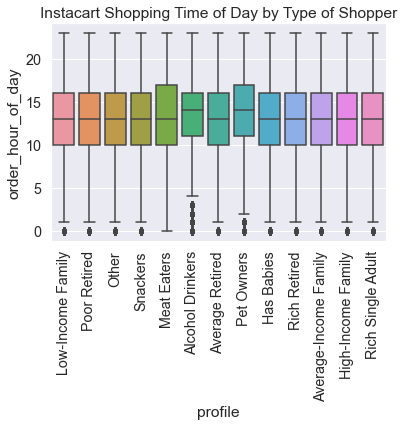 Instacart Shopping Time of Day by Type of Shopper
order_hour_of_day
20
15
10
5
0
Low-Income Family
Poor Retired
Other
Snackers
Meat Eaters
Alcohol Drinkers
Average Retired
Pet Owners
Has Babies
Rich Retired
Average-Income Family
High-Income Family
Rich Single Adult
profile